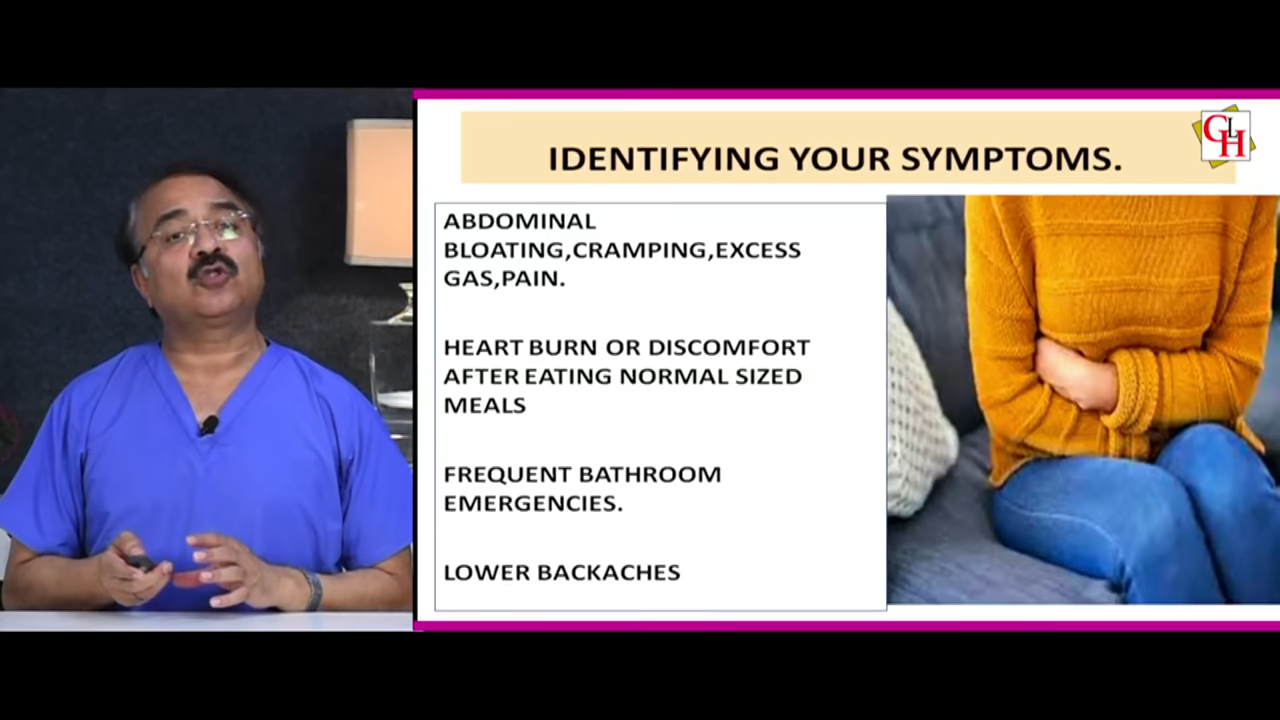 GLH
IDENTIFYING YOUR SYMPTOMS.
ABDOMINAL
BLOATING,CRAMPING,EXCESS
GAS,PAIN.
HEART BURN OR DISCOMFORT
AFTER EATING NORMAL SIZED
MEALS
FREQUENT BATHROOM
EMERGENCIES.
LOWER BACKACHES